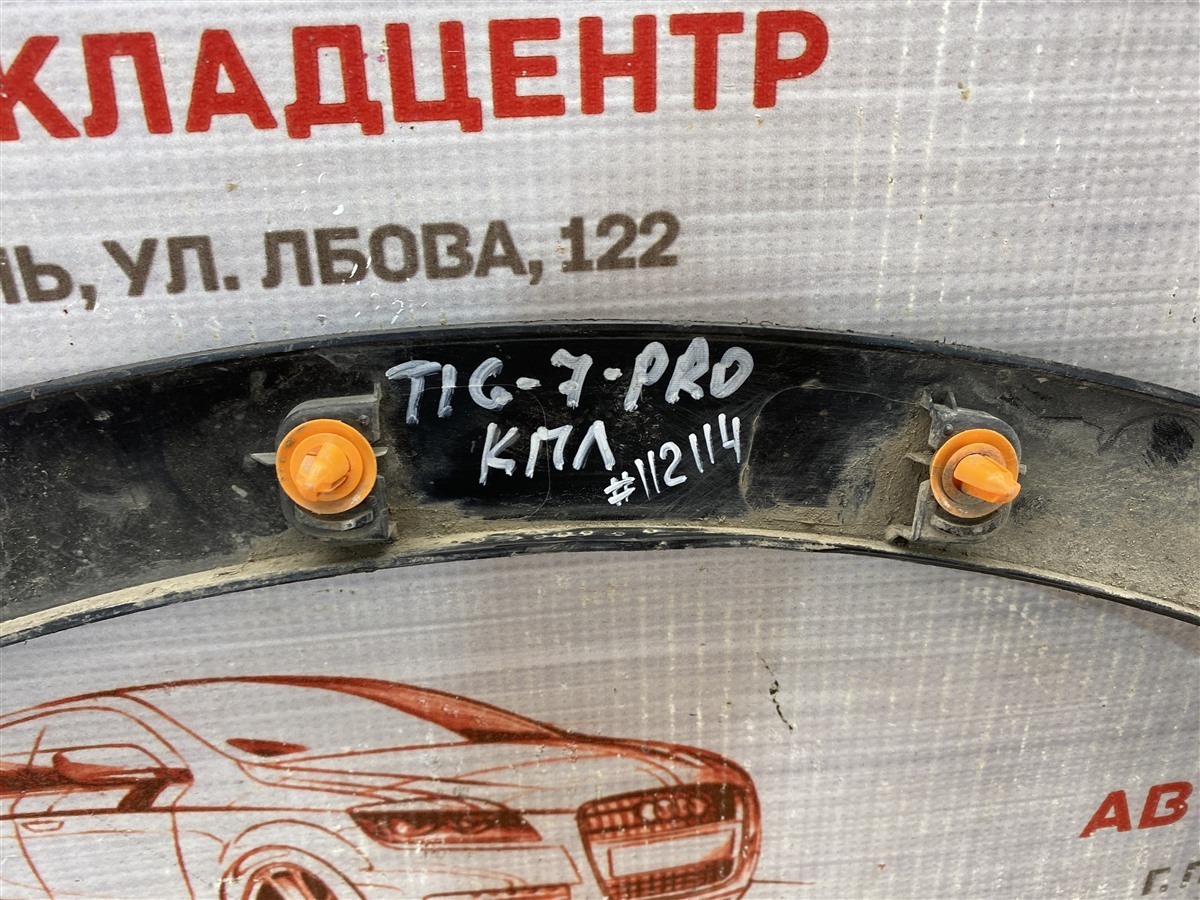 КЛАДЦЕНТР
НЬ, УЛ. ЛБОВА, 122
TIG-7-PRO
КПЛ
#112114
АВ
Г.П